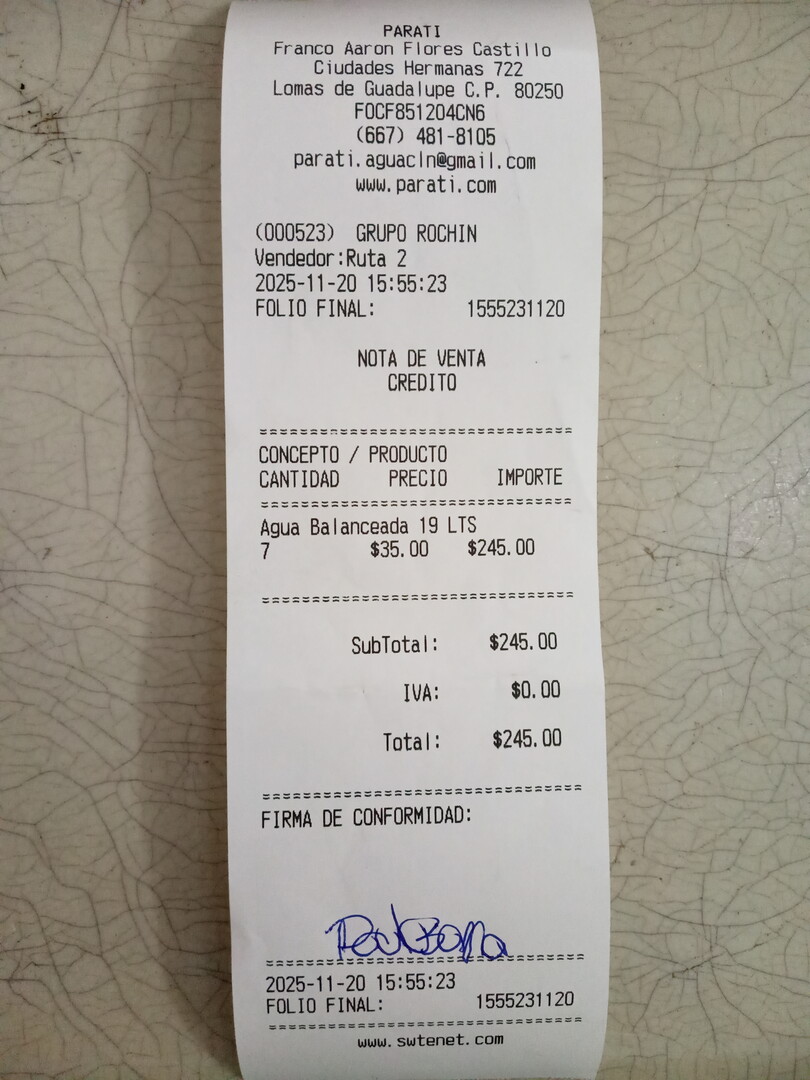 PARATI
Franco Aaron Flores Castillo
Ciudades Hermanas 722
Lomas de Guadalupe C.P. 80250
FOCF851204CN6
(667) 481-8105
parati.aguacln@gmail.com
www.parati.com
(000523) GRUPO ROCHIN
Vendedor:Ruta 2
2025-11-20 15:55:23
FOLIO FINAL: 1555231120
NOTA DE VENTA
CREDITO
CONCEPTO / PRODUCTO
CANTIDAD PRECIO IMPORTE
Agua Balanceada 19 LTS
7 $35.00 $245.00
SubTotal: $245.00
IVA: $0.00
Total: $245.00
FIRMA DE CONFORMIDAD:
2025-11-20 15:55:23
FOLIO FINAL: 1555231120
www.swtenet.com